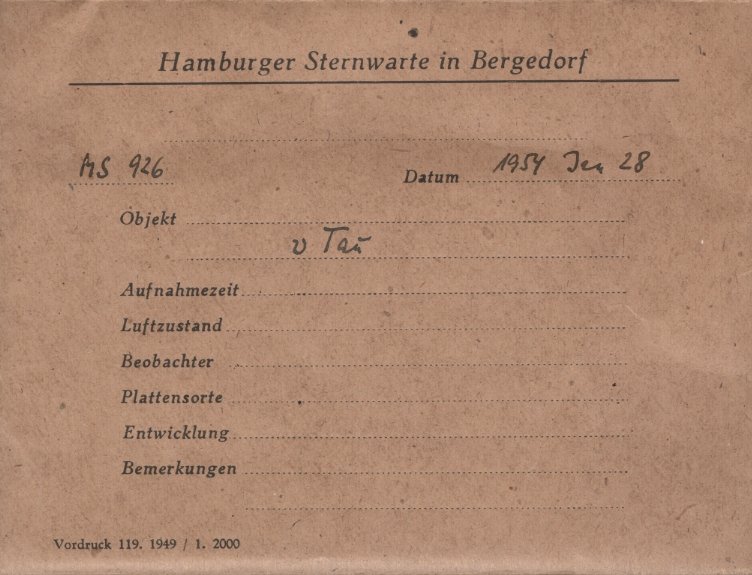 Hamburger Sternwarte in Bergedorf
MS 926 Datum 1954 Jan 28
Objekt
υ Tau
Aufnahmezeit
Luftzustand
Beobachter
Plattensorte
Entwicklung
Bemerkungen
Vordruck 119. 1949 / 1. 2000